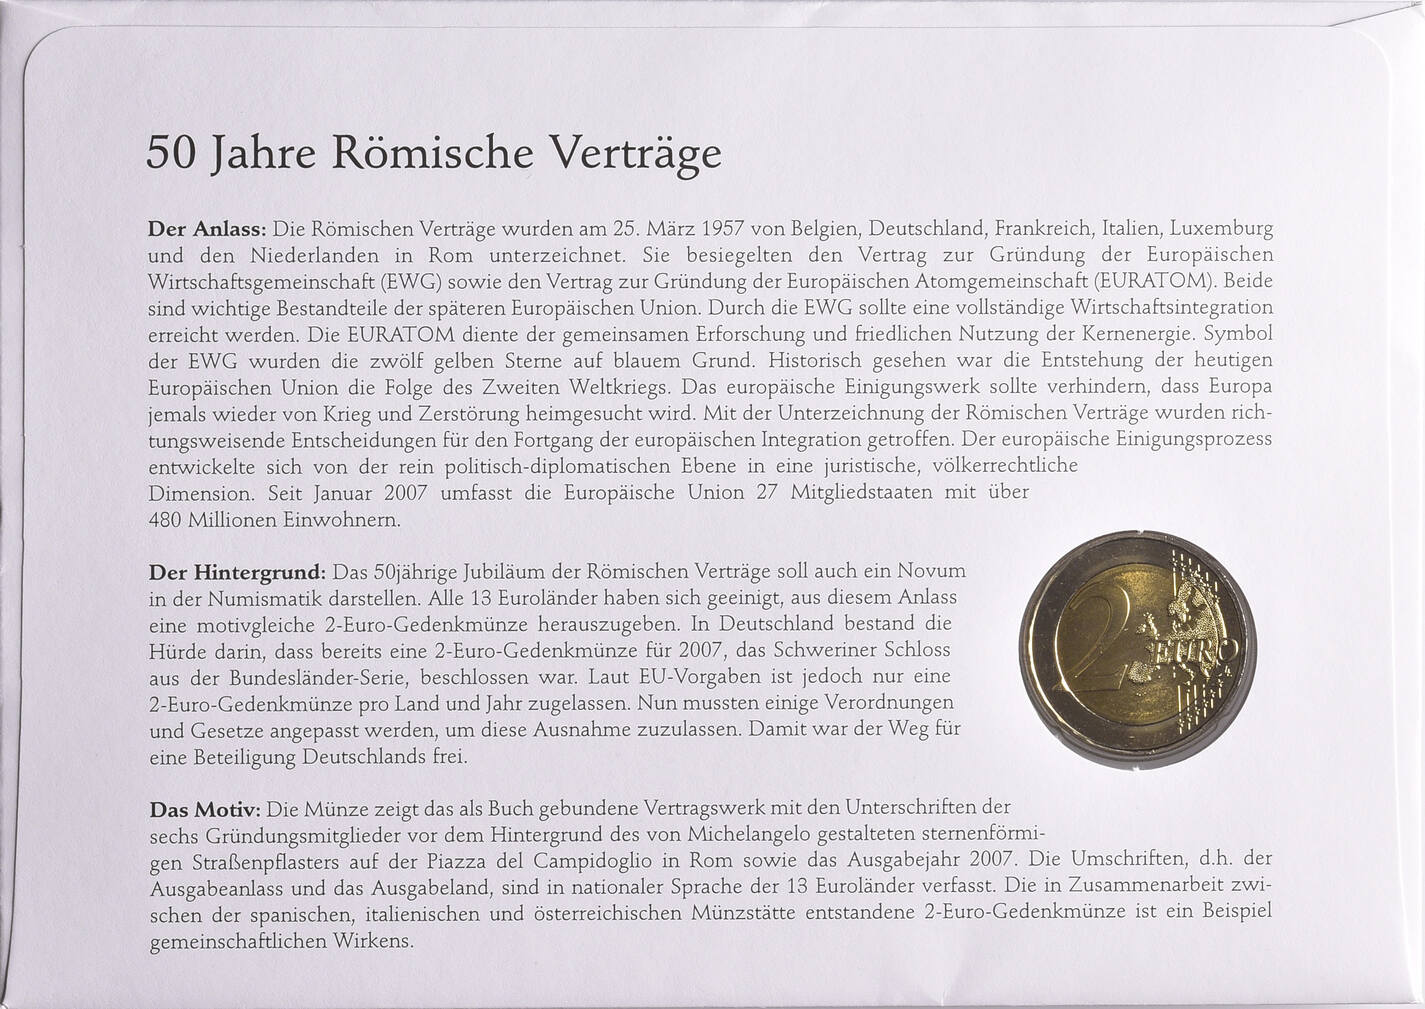 50 Jahre Römische Verträge
Der Anlass: Die Römischen Verträge wurden am 25. März 1957 von Belgien, Deutschland, Frankreich, Italien, Luxemburg
und den Niederlanden in Rom unterzeichnet. Sie besiegelten den Vertrag zur Gründung der Europäischen
Wirtschaftsgemeinschaft (EWG) sowie den Vertrag zur Gründung der Europäischen Atomgemeinschaft (EURATOM). Beide
sind wichtige Bestandteile der späteren Europäischen Union. Durch die EWG sollte eine vollständige Wirtschaftsintegration
erreicht werden. Die EURATOM diente der gemeinsamen Erforschung und friedlichen Nutzung der Kernenergie. Symbol
der EWG wurden die zwölf gelben Sterne auf blauem Grund. Historisch gesehen war die Entstehung der heutigen
Europäischen Union die Folge des Zweiten Weltkriegs. Das europäische Einigungswerk sollte verhindern, dass Europa
jemals wieder von Krieg und Zerstörung heimgesucht wird. Mit der Unterzeichnung der Römischen Verträge wurden rich-
tungsweisende Entscheidungen für den Fortgang der europäischen Integration getroffen. Der europäische Einigungsprozess
entwickelte sich von der rein politisch-diplomatischen Ebene in eine juristische, völkerrechtliche
Dimension. Seit Januar 2007 umfasst die Europäische Union 27 Mitgliedstaaten mit über
480 Millionen Einwohnern.
Der Hintergrund: Das 50jährige Jubiläum der Römischen Verträge soll auch ein Novum
in der Numismatik darstellen. Alle 13 Euroländer haben sich geeinigt, aus diesem Anlass
eine motivgleiche 2-Euro-Gedenkmünze herauszugeben. In Deutschland bestand die
Hürde darin, dass bereits eine 2-Euro-Gedenkmünze für 2007, das Schweriner Schloss
aus der Bundesländer-Serie, beschlossen war. Laut EU-Vorgaben ist jedoch nur eine
2-Euro-Gedenkmünze pro Land und Jahr zugelassen. Nun mussten einige Verordnungen
und Gesetze angepasst werden, um diese Ausnahme zuzulassen. Damit war der Weg für
eine Beteiligung Deutschlands frei.
2 EURO
Das Motiv: Die Münze zeigt das als Buch gebundene Vertragswerk mit den Unterschriften der
sechs Gründungsmitglieder vor dem Hintergrund des von Michelangelo gestalteten sternenförmi-
gen Straßenpflasters auf der Piazza del Campidoglio in Rom sowie das Ausgabejahr 2007. Die Umschriften, d.h. der
Ausgabeanlass und das Ausgabeland, sind in nationaler Sprache der 13 Euroländer verfasst. Die in Zusammenarbeit zwi-
schen der spanischen, italienischen und österreichischen Münzstätte entstandene 2-Euro-Gedenkmünze ist ein Beispiel
gemeinschaftlichen Wirkens.